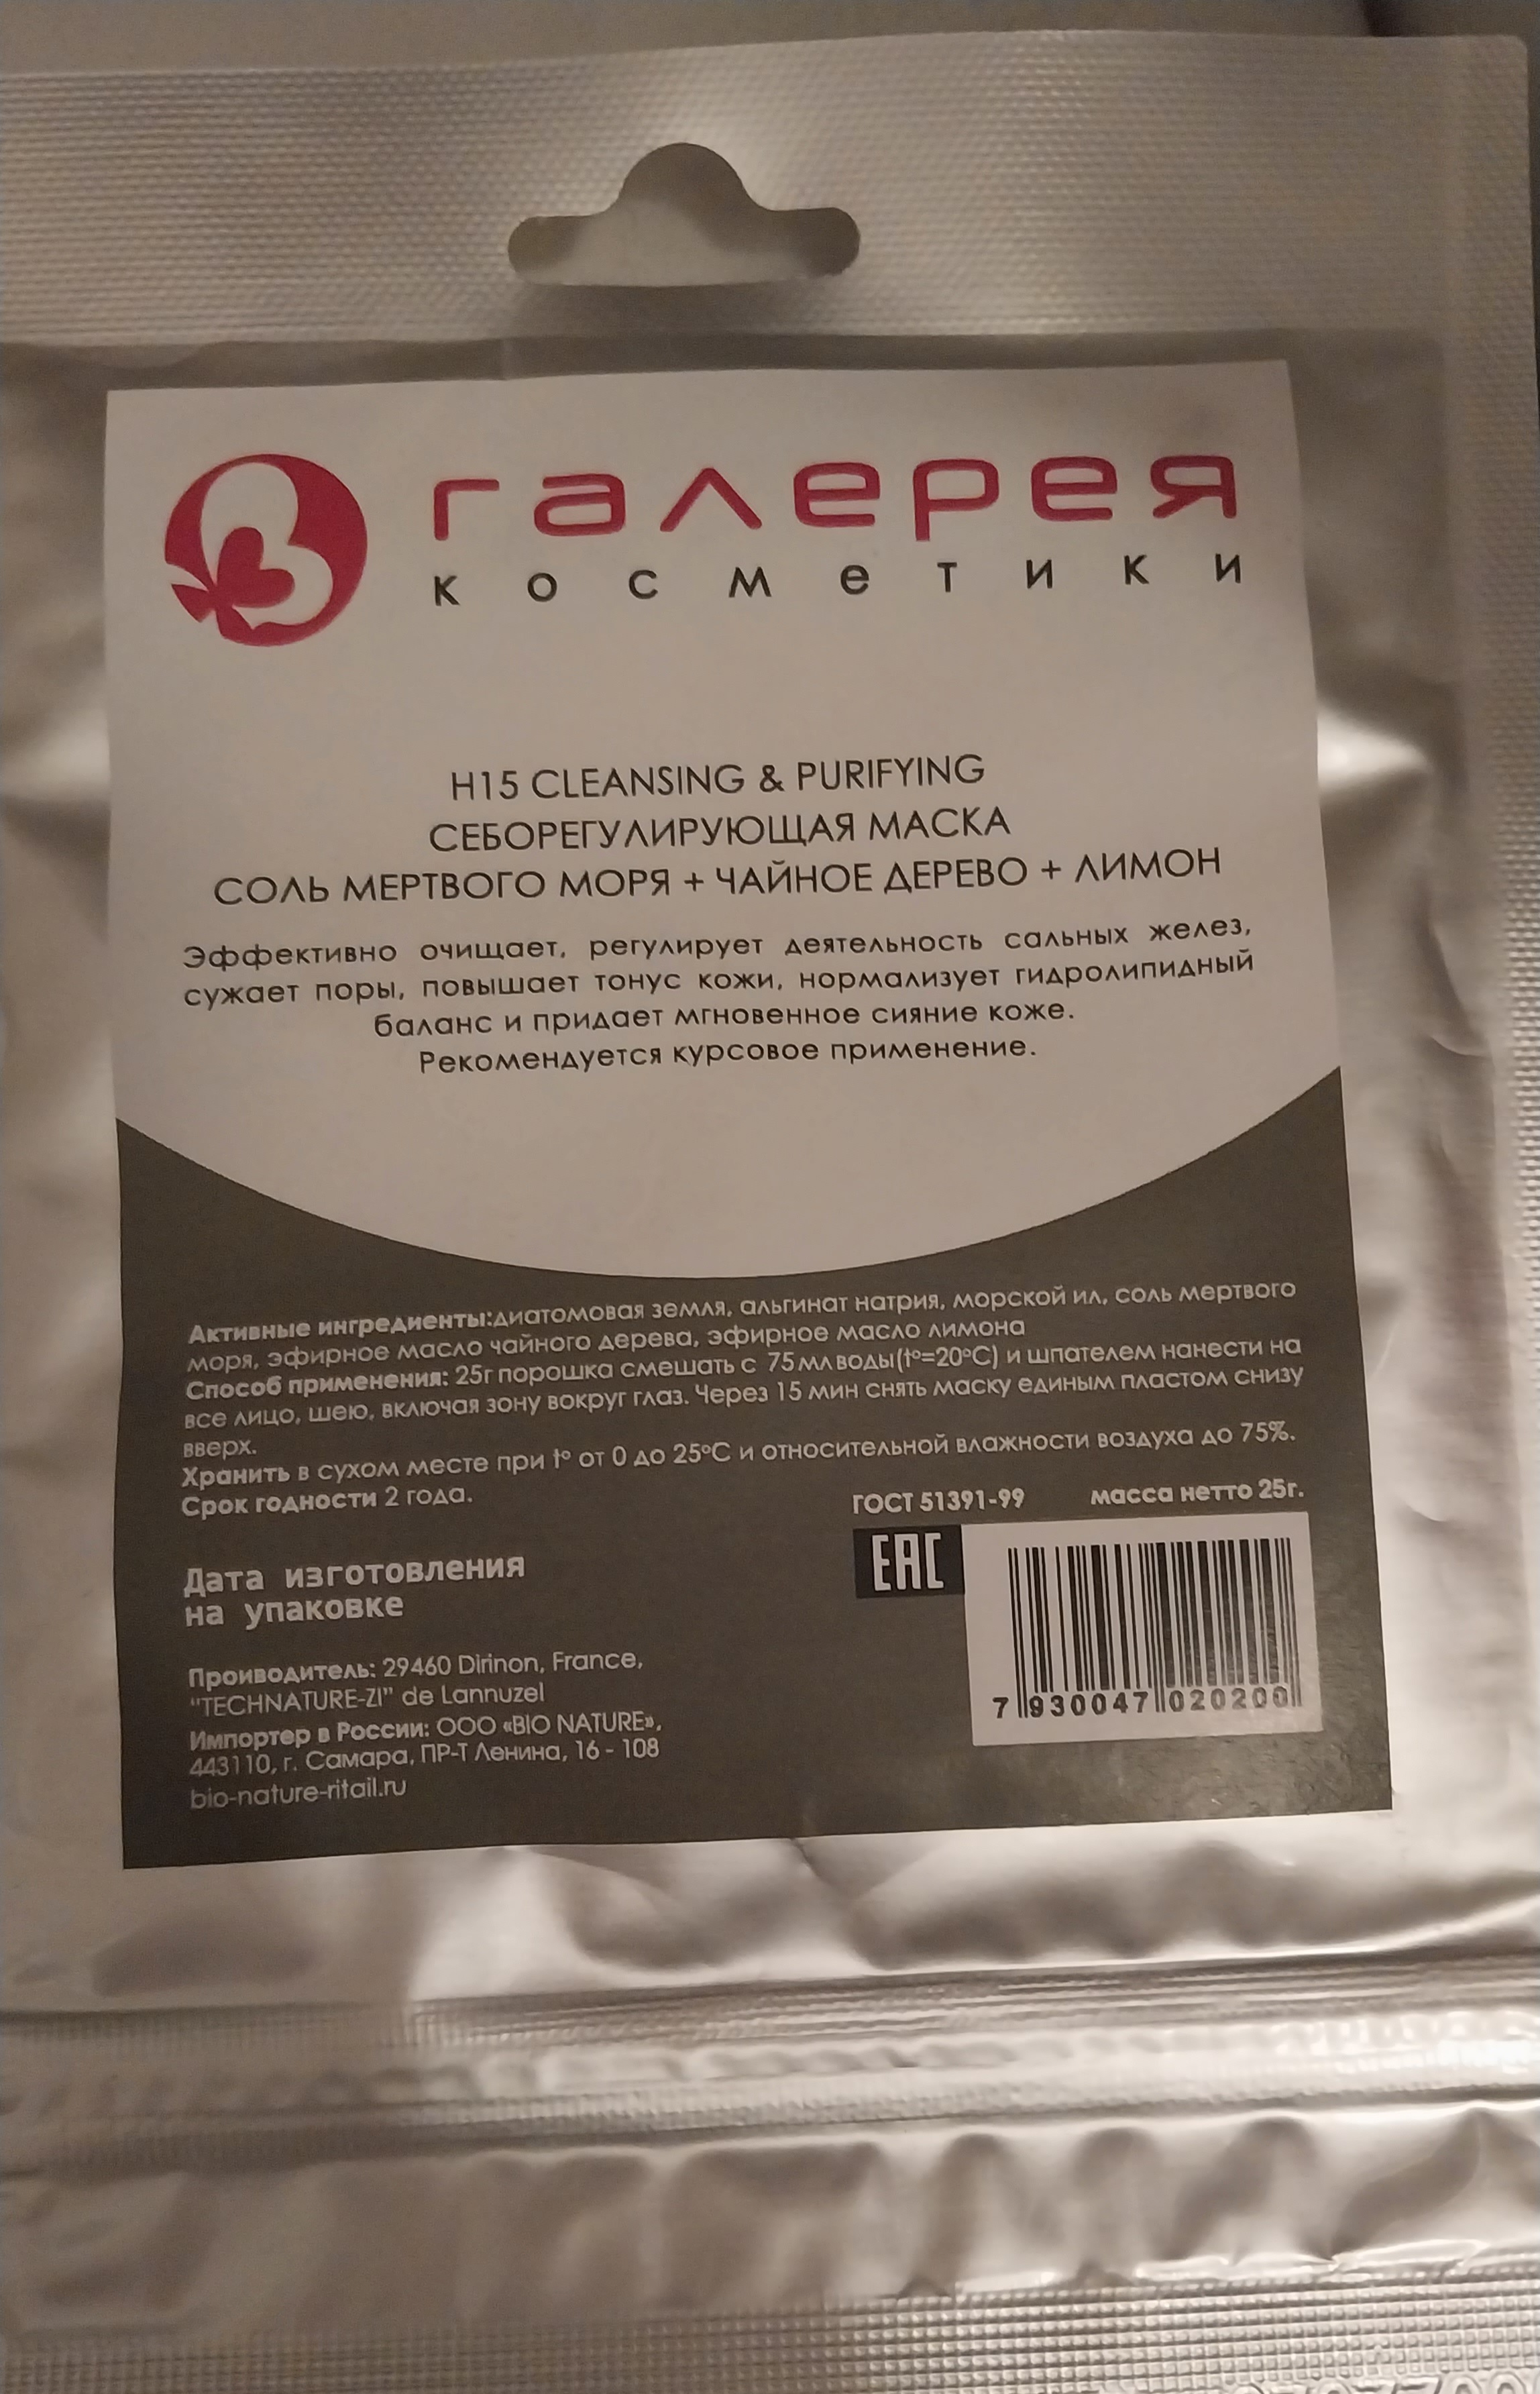 галерея
косметики
H15 CLEANSING & PURIFYING
СЕБОРЕГУЛИРУЮЩАЯ МАСКА
СОЛЬ МЕРТВОГО МОРЯ + ЧАЙНОЕ ДЕРЕВО + ЛИМОН
Эффективно очищает, регулирует деятельность сальных желез,
сужает поры, повышает тонус кожи, нормализует гидролипидный
баланс и придает мгновенное сияние коже.
Рекомендуется курсовое применение.
Активные ингредиенты:диатомовая земля, альгинат натрия, морской ил, соль мертвого
моря, эфирное масло чайного дерева, эфирное масло лимона
Способ применения: 25г порошка смешать с 75 мл воды(t°=20°C) и шпателем нанести на
все лицо, шею, включая зону вокруг глаз. Через 15 мин снять маску единым пластом снизу
вверх.
Хранить в сухом месте при t° от 0 до 25°C и относительной влажности воздуха до 75%.
Срок годности 2 года.
ГОСТ 51391-99 масса нетто 25г.
EAC
Дата изготовления
на упаковке
7 930047 020200
Проиводитель: 29460 Dirinon, France,
"TECHNATURE-ZI" de Lannuzel
Импортер в России: ООО «BIO NATURE»,
443110, г. Самара, ПР-Т Ленина, 16 - 108
bio-nature-ritail.ru